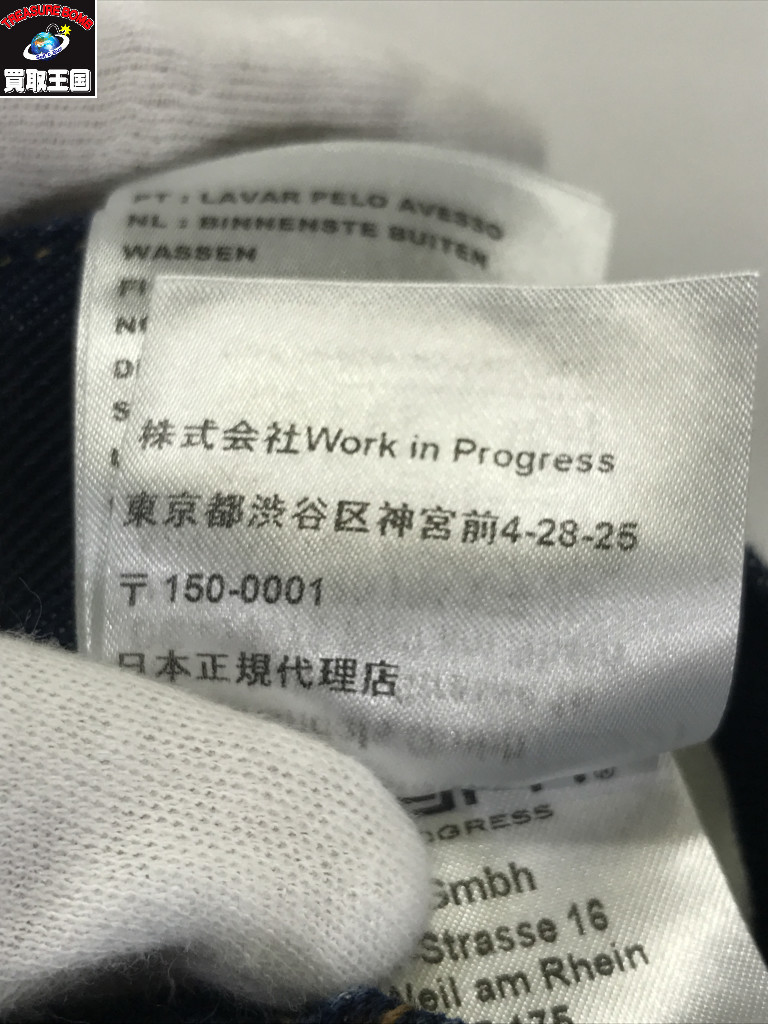 TREASURE BOMB
買取王国
PT : LAVAR PELO AVESSO
NL : BINNENSTE BUITEN
WASSEN
株式会社Work in Progress
東京都渋谷区神宮前4-28-25
〒150-0001
日本正規代理店
Strasse 16
Weil am Rhein